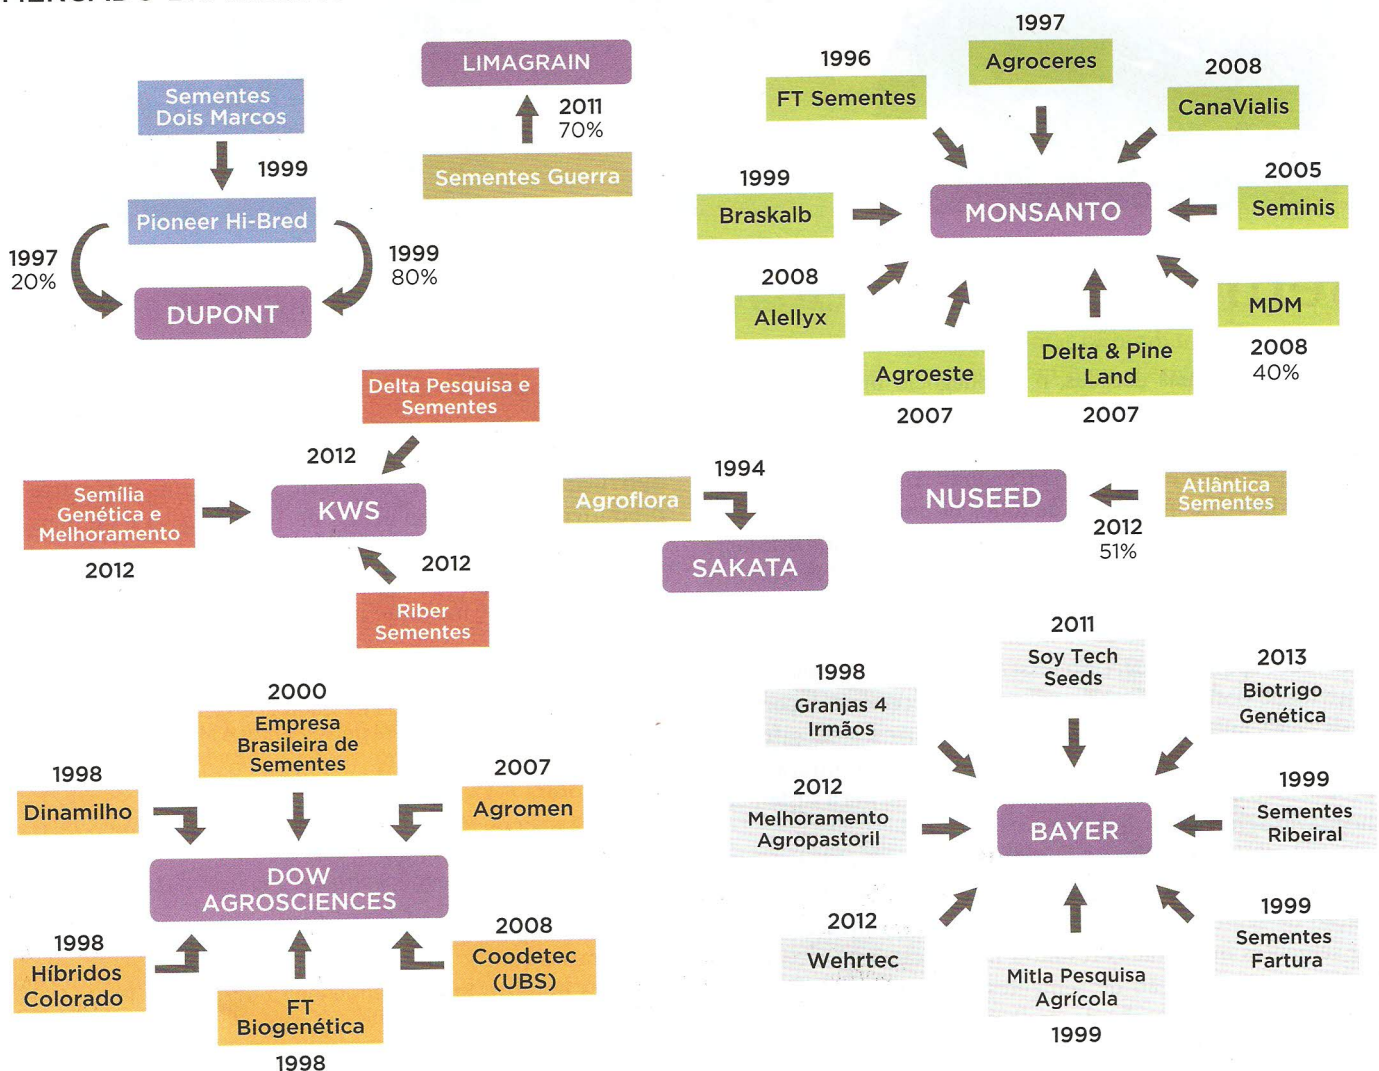 LIMAGRAIN
2011
70%
Sementes Guerra
Sementes
Dois Marcos
1999
Pioneer Hi-Bred
1997
20%
1999
80%
DUPONT
1996
FT Sementes
1997
Agroceres
2008
CanaVialis
1999
Braskalb
MONSANTO
2005
Seminis
2008
Alellyx
Agroeste
2007
Delta & Pine
Land
2007
MDM
2008
40%
Delta Pesquisa e
Sementes
2012
Semília
Genética e
Melhoramento
2012
KWS
2012
Riber
Sementes
Agroflora
1994
SAKATA
NUSEED
Atlântica
Sementes
2012
51%
2000
Empresa
Brasileira de
Sementes
1998
Dinamilho
2007
Agromen
DOW
AGROSCIENCES
1998
Híbridos
Colorado
FT
Biogenética
1998
2008
Coodetec
(UBS)
2011
Soy Tech
Seeds
1998
Granjas 4
Irmãos
2013
Biotrigo
Genética
2012
Melhoramento
Agropastoril
BAYER
1999
Sementes
Ribeiral
2012
Wehrtec
Mitla Pesquisa
Agrícola
1999
1999
Sementes
Fartura